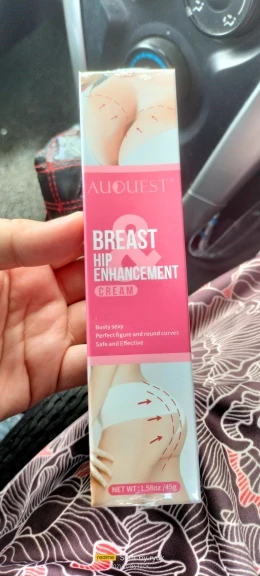 AUQUEST®
&
BREAST
HIP
ENHANCEMENT
CREAM
Busty sexy
Perfect figure and round curves
Safe and Effective
NET WT: 1.58oz /45g
realme